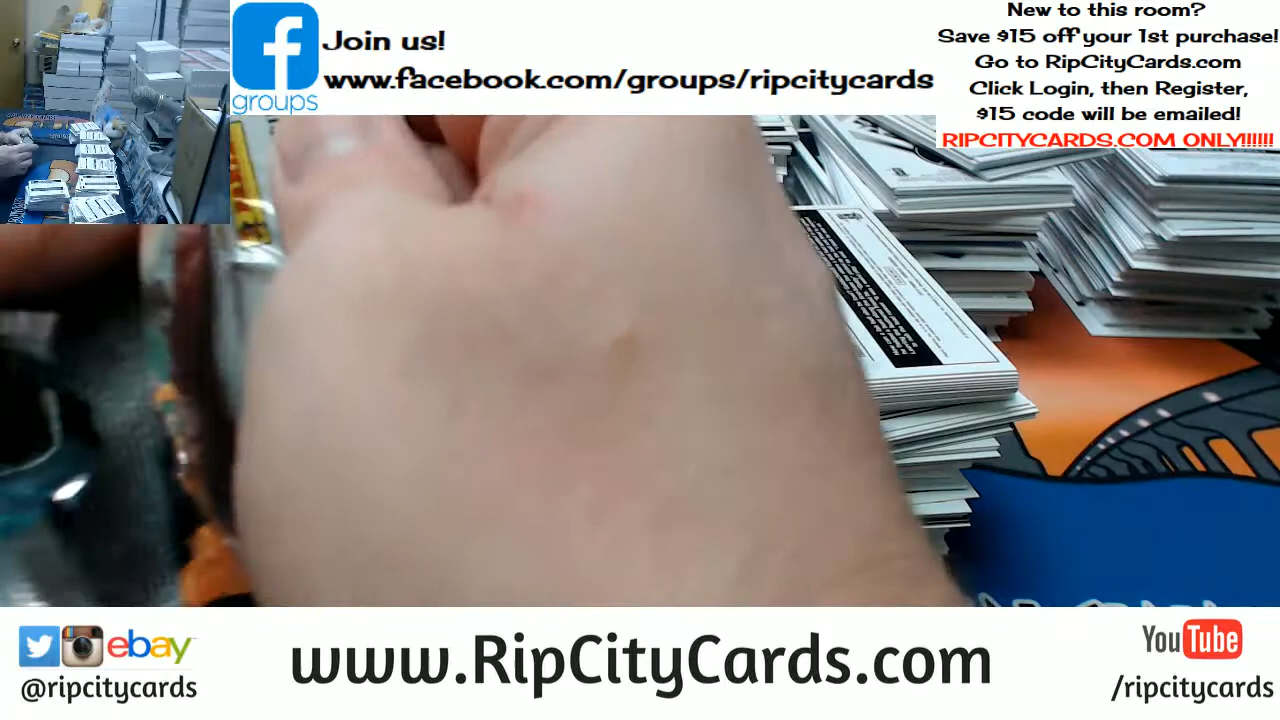 groups
Join us!
www.facebook.com/groups/ripcitycards
New to this room?
Save $15 off your 1st purchase!
Go to RipCityCards.com
Click Login, then Register,
$15 code will be emailed!
RIPCITYCARDS.COM ONLY!!!!!!
ebay
@ripcitycards
www.RipCityCards.com
YouTube
/ripcitycards